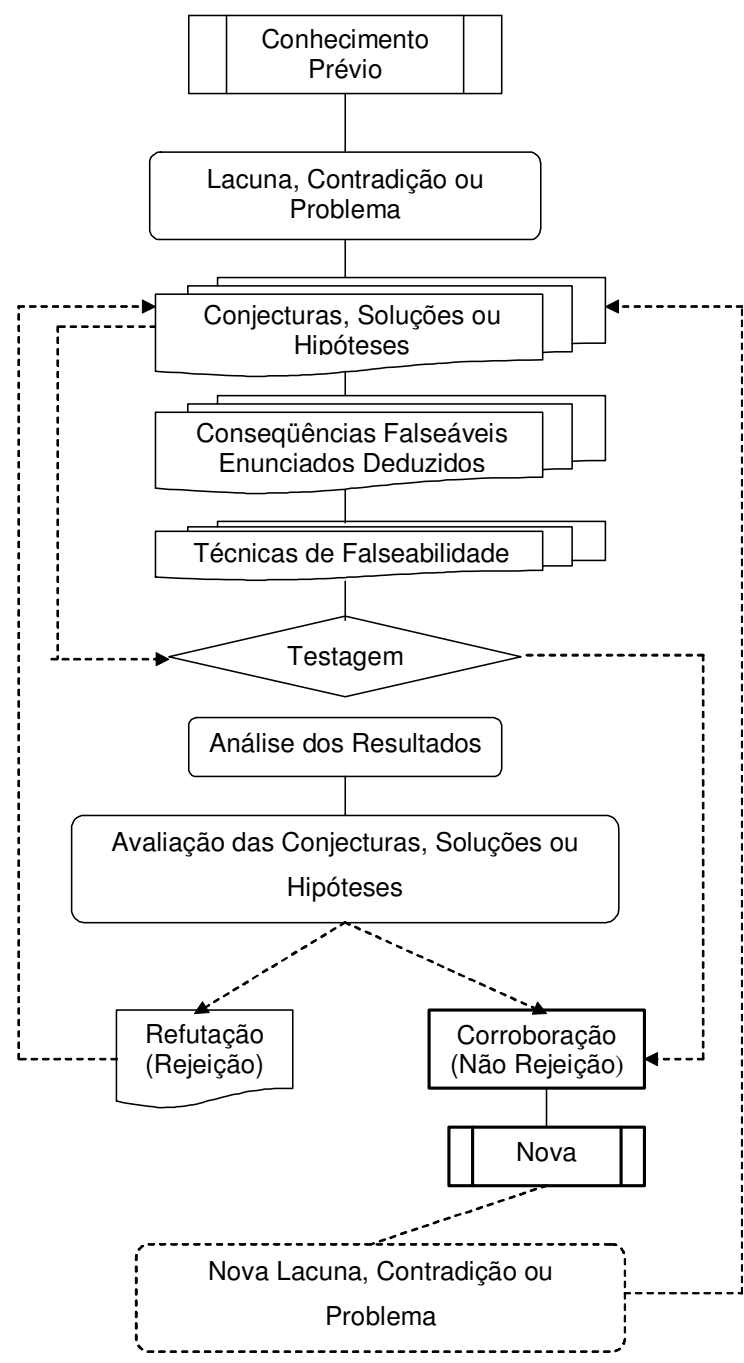 Conhecimento
Prévio
Lacuna, Contradição ou
Problema
Conjecturas, Soluções ou
Hipóteses
Conseqüências Falseáveis
Enunciados Deduzidos
Técnicas de Falseabilidade
Testagem
Análise dos Resultados
Avaliação das Conjecturas, Soluções ou
Hipóteses
Refutação
(Rejeição)
Corroboração
(Não Rejeição)
Nova
Nova Lacuna, Contradição ou
Problema